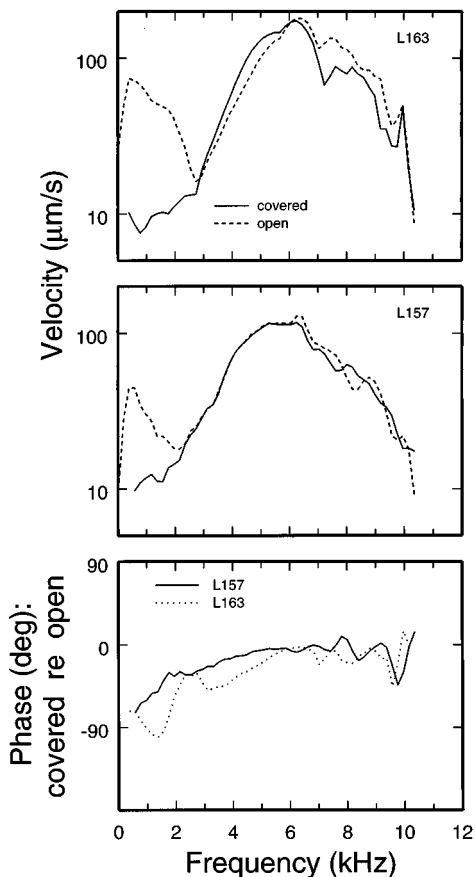 L163
100
10
covered
open
Velocity (μm/s)
L157
100
10
90
L157
L163
0
-90
Phase (deg):
covered re open
0 2 4 6 8 10 12
Frequency (kHz)